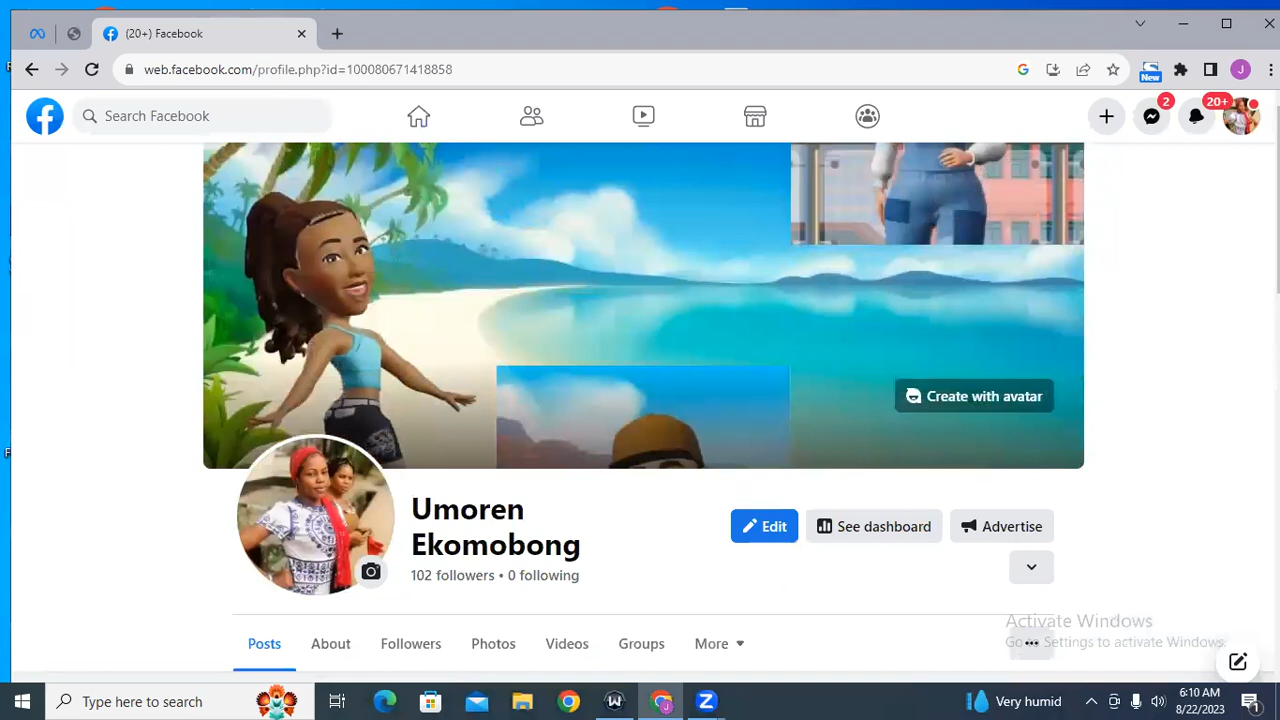 (20+) Facebook
web.facebook.com/profile.php?id=100080671418858
New
J
Search Facebook
2
20+
Create with avatar
Umoren
Ekomobong
102 followers • 0 following
Edit
See dashboard
Advertise
Posts
About
Followers
Photos
Videos
Groups
More
Activate Windows
Go to Settings to activate Windows.
Type here to search
Very humid
6:10 AM
8/22/2023
1